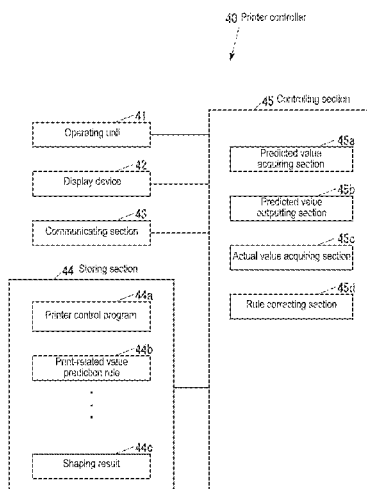 40 Printer controller
41
Operating unit
42
Display device
43
Communicating section
44 Storing section
44a
Printer control program
44b
Print-related value
prediction rule
44c
Shaping result
45 Controlling section
45a
Predicted value
acquiring section
45b
Predicted value
outputting section
45c
Actual value acquiring section
45d
Rule correcting section